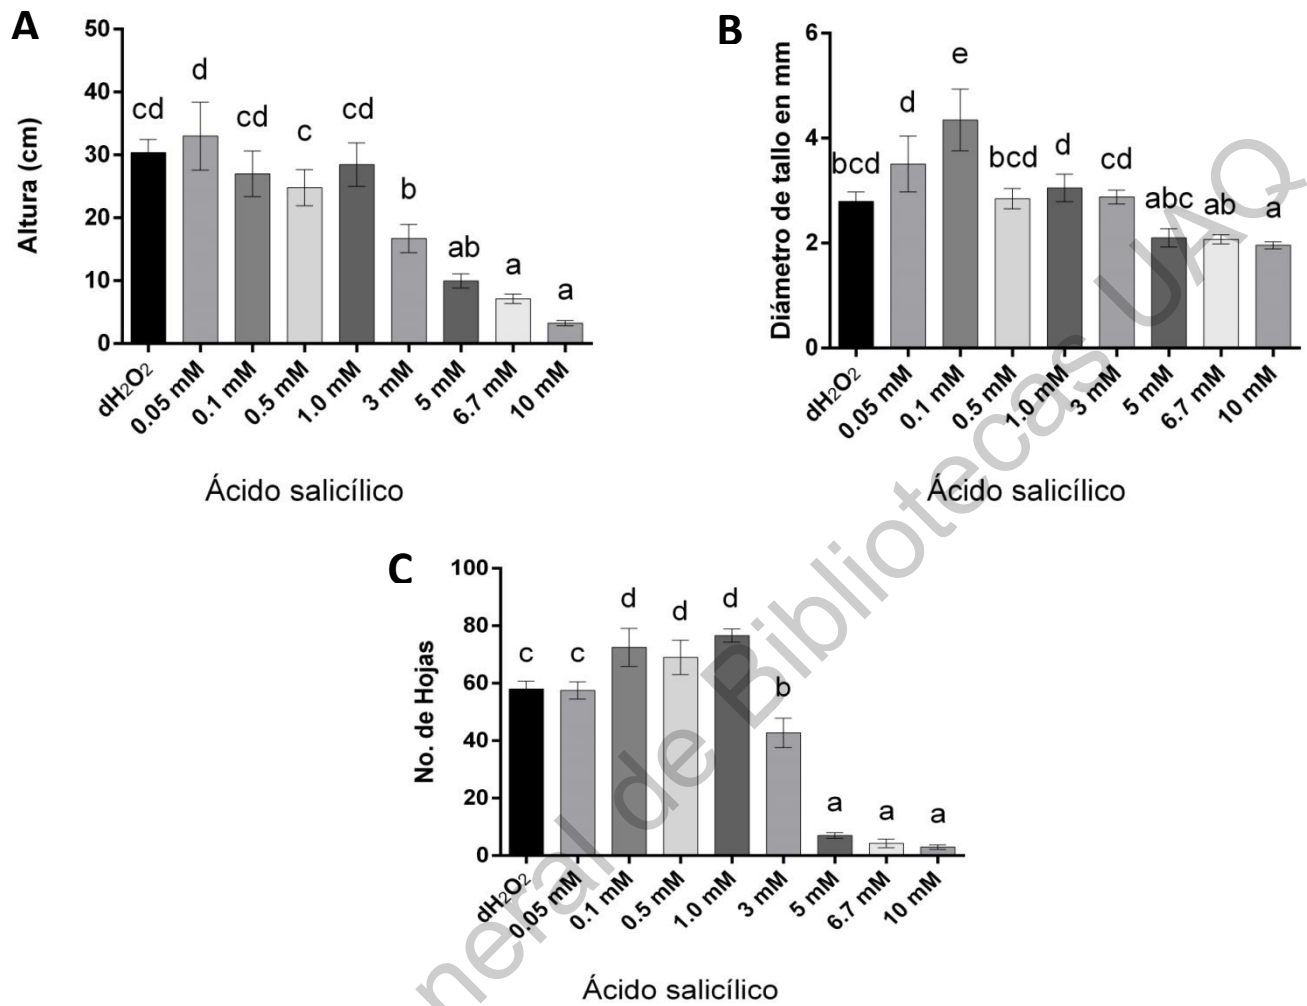 A
Altura (cm)
50
40
30
20
10
0
cd
d
cd
c
cd
b
ab
a
a
dH₂O₂
0.05 mM
0.1 mM
0.5 mM
1.0 mM
3 mM
5 mM
6.7 mM
10 mM
Ácido salicílico
B
Diámetro de tallo en mm
6
4
2
0
bcd
d
e
bcd
d
cd
abc
ab
a
dH₂O₂
0.05 mM
0.1 mM
0.5 mM
1.0 mM
3 mM
5 mM
6.7 mM
10 mM
Ácido salicílico
C
No. de Hojas
100
80
60
40
20
0
c
c
d
d
d
b
a
a
a
dH₂O₂
0.05 mM
0.1 mM
0.5 mM
1.0 mM
3 mM
5 mM
6.7 mM
10 mM
Ácido salicílico
neral de Bibliotecas UAQ